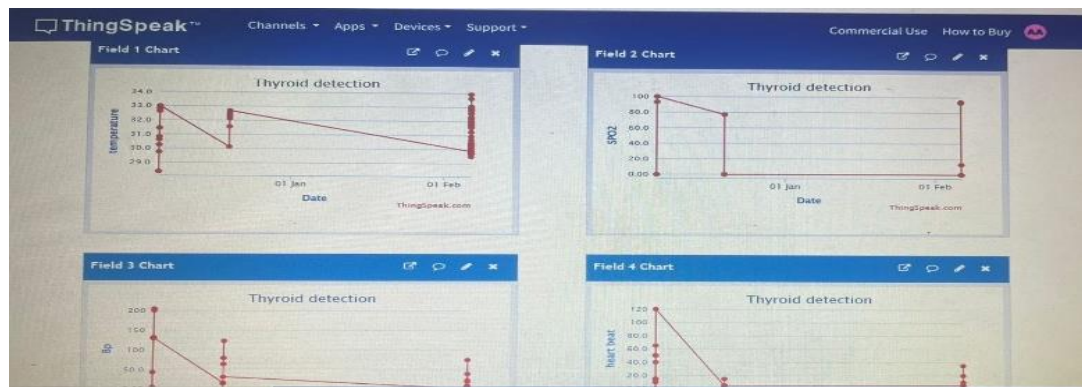 ThingSpeak™ Channels Apps Devices Support Commercial Use How to Buy MA
Field 1 Chart
Thyroid detection
temperature
34.0
33.0
32.0
31.0
30.0
29.0
01 Jan 01 Feb
Date
ThingSpeak.com
Field 2 Chart
Thyroid detection
SPO2
100
80.0
60.0
40.0
20.0
0.00
01 Jan 01 Feb
Date
ThingSpeak.com
Field 3 Chart
Thyroid detection
Bp
200
150
100
50.0
Field 4 Chart
Thyroid detection
heart beat
120
100
80.0
60.0
40.0
20.0